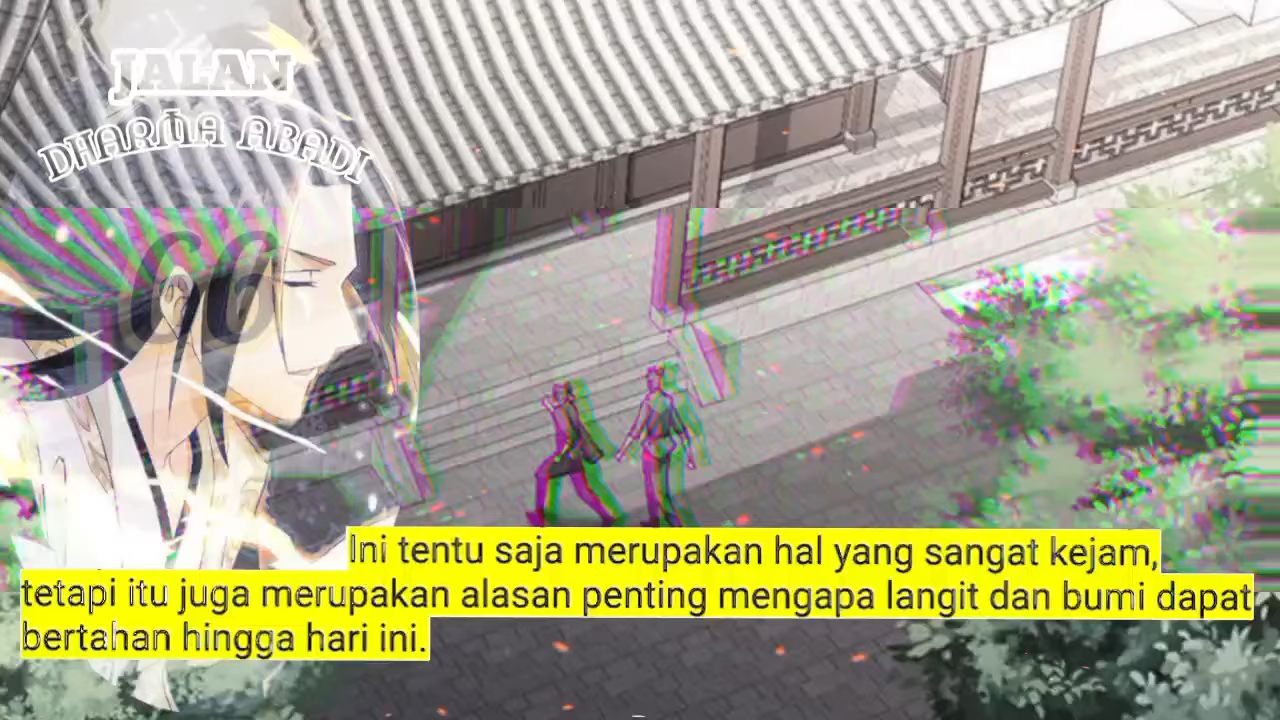 JALAN
DHARMA ABADI
66
Ini tentu saja merupakan hal yang sangat kejam,
tetapi itu juga merupakan alasan penting mengapa langit dan bumi dapat
bertahan hingga hari ini.